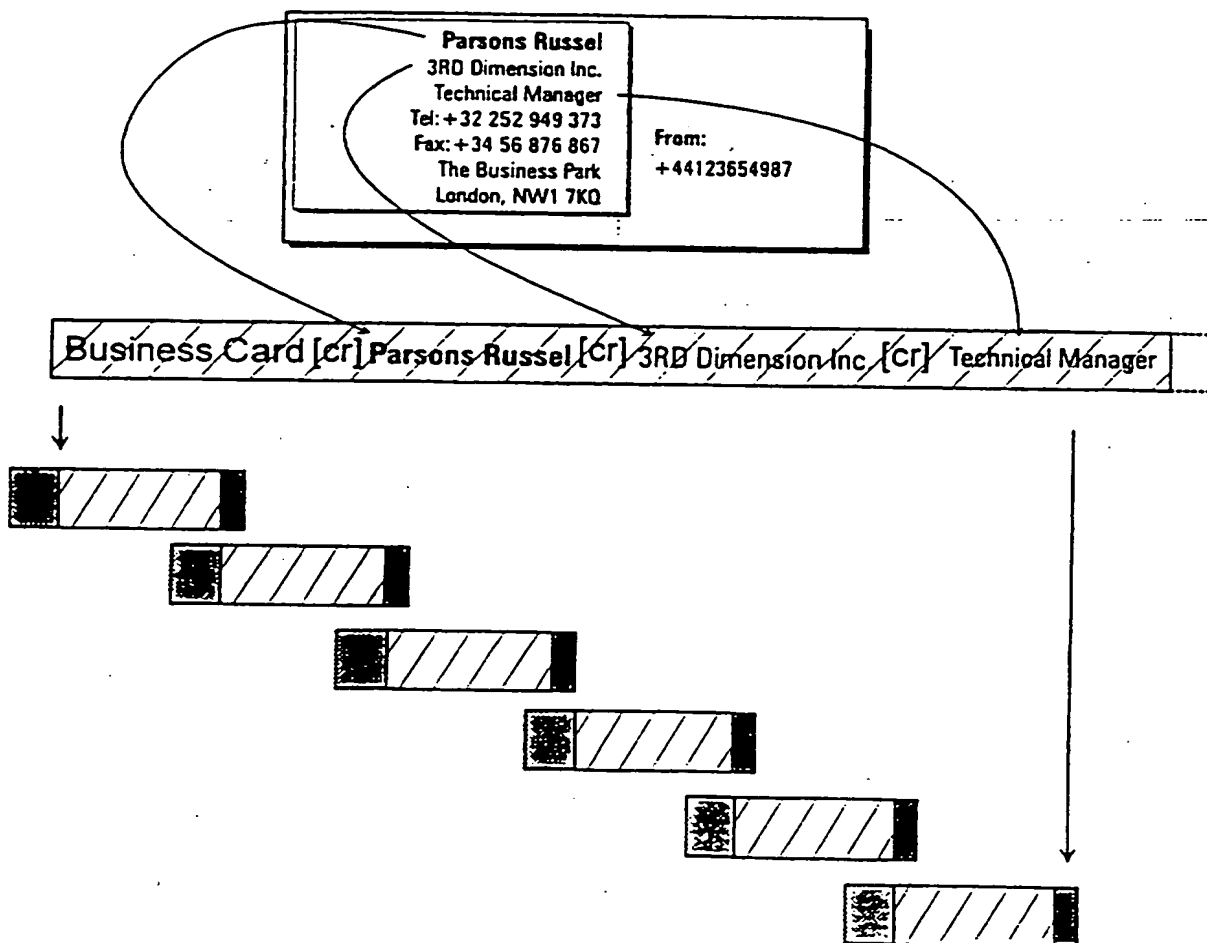 Parsons Russel
3RD Dimension Inc.
Technical Manager
Tel: +32 252 949 373
Fax: +34 56 876 867
The Business Park
London, NW1 7KQ
From:
+44123654987
Business Card [cr] Parsons Russel [cr] 3RD Dimension Inc. [cr] Technical Manager